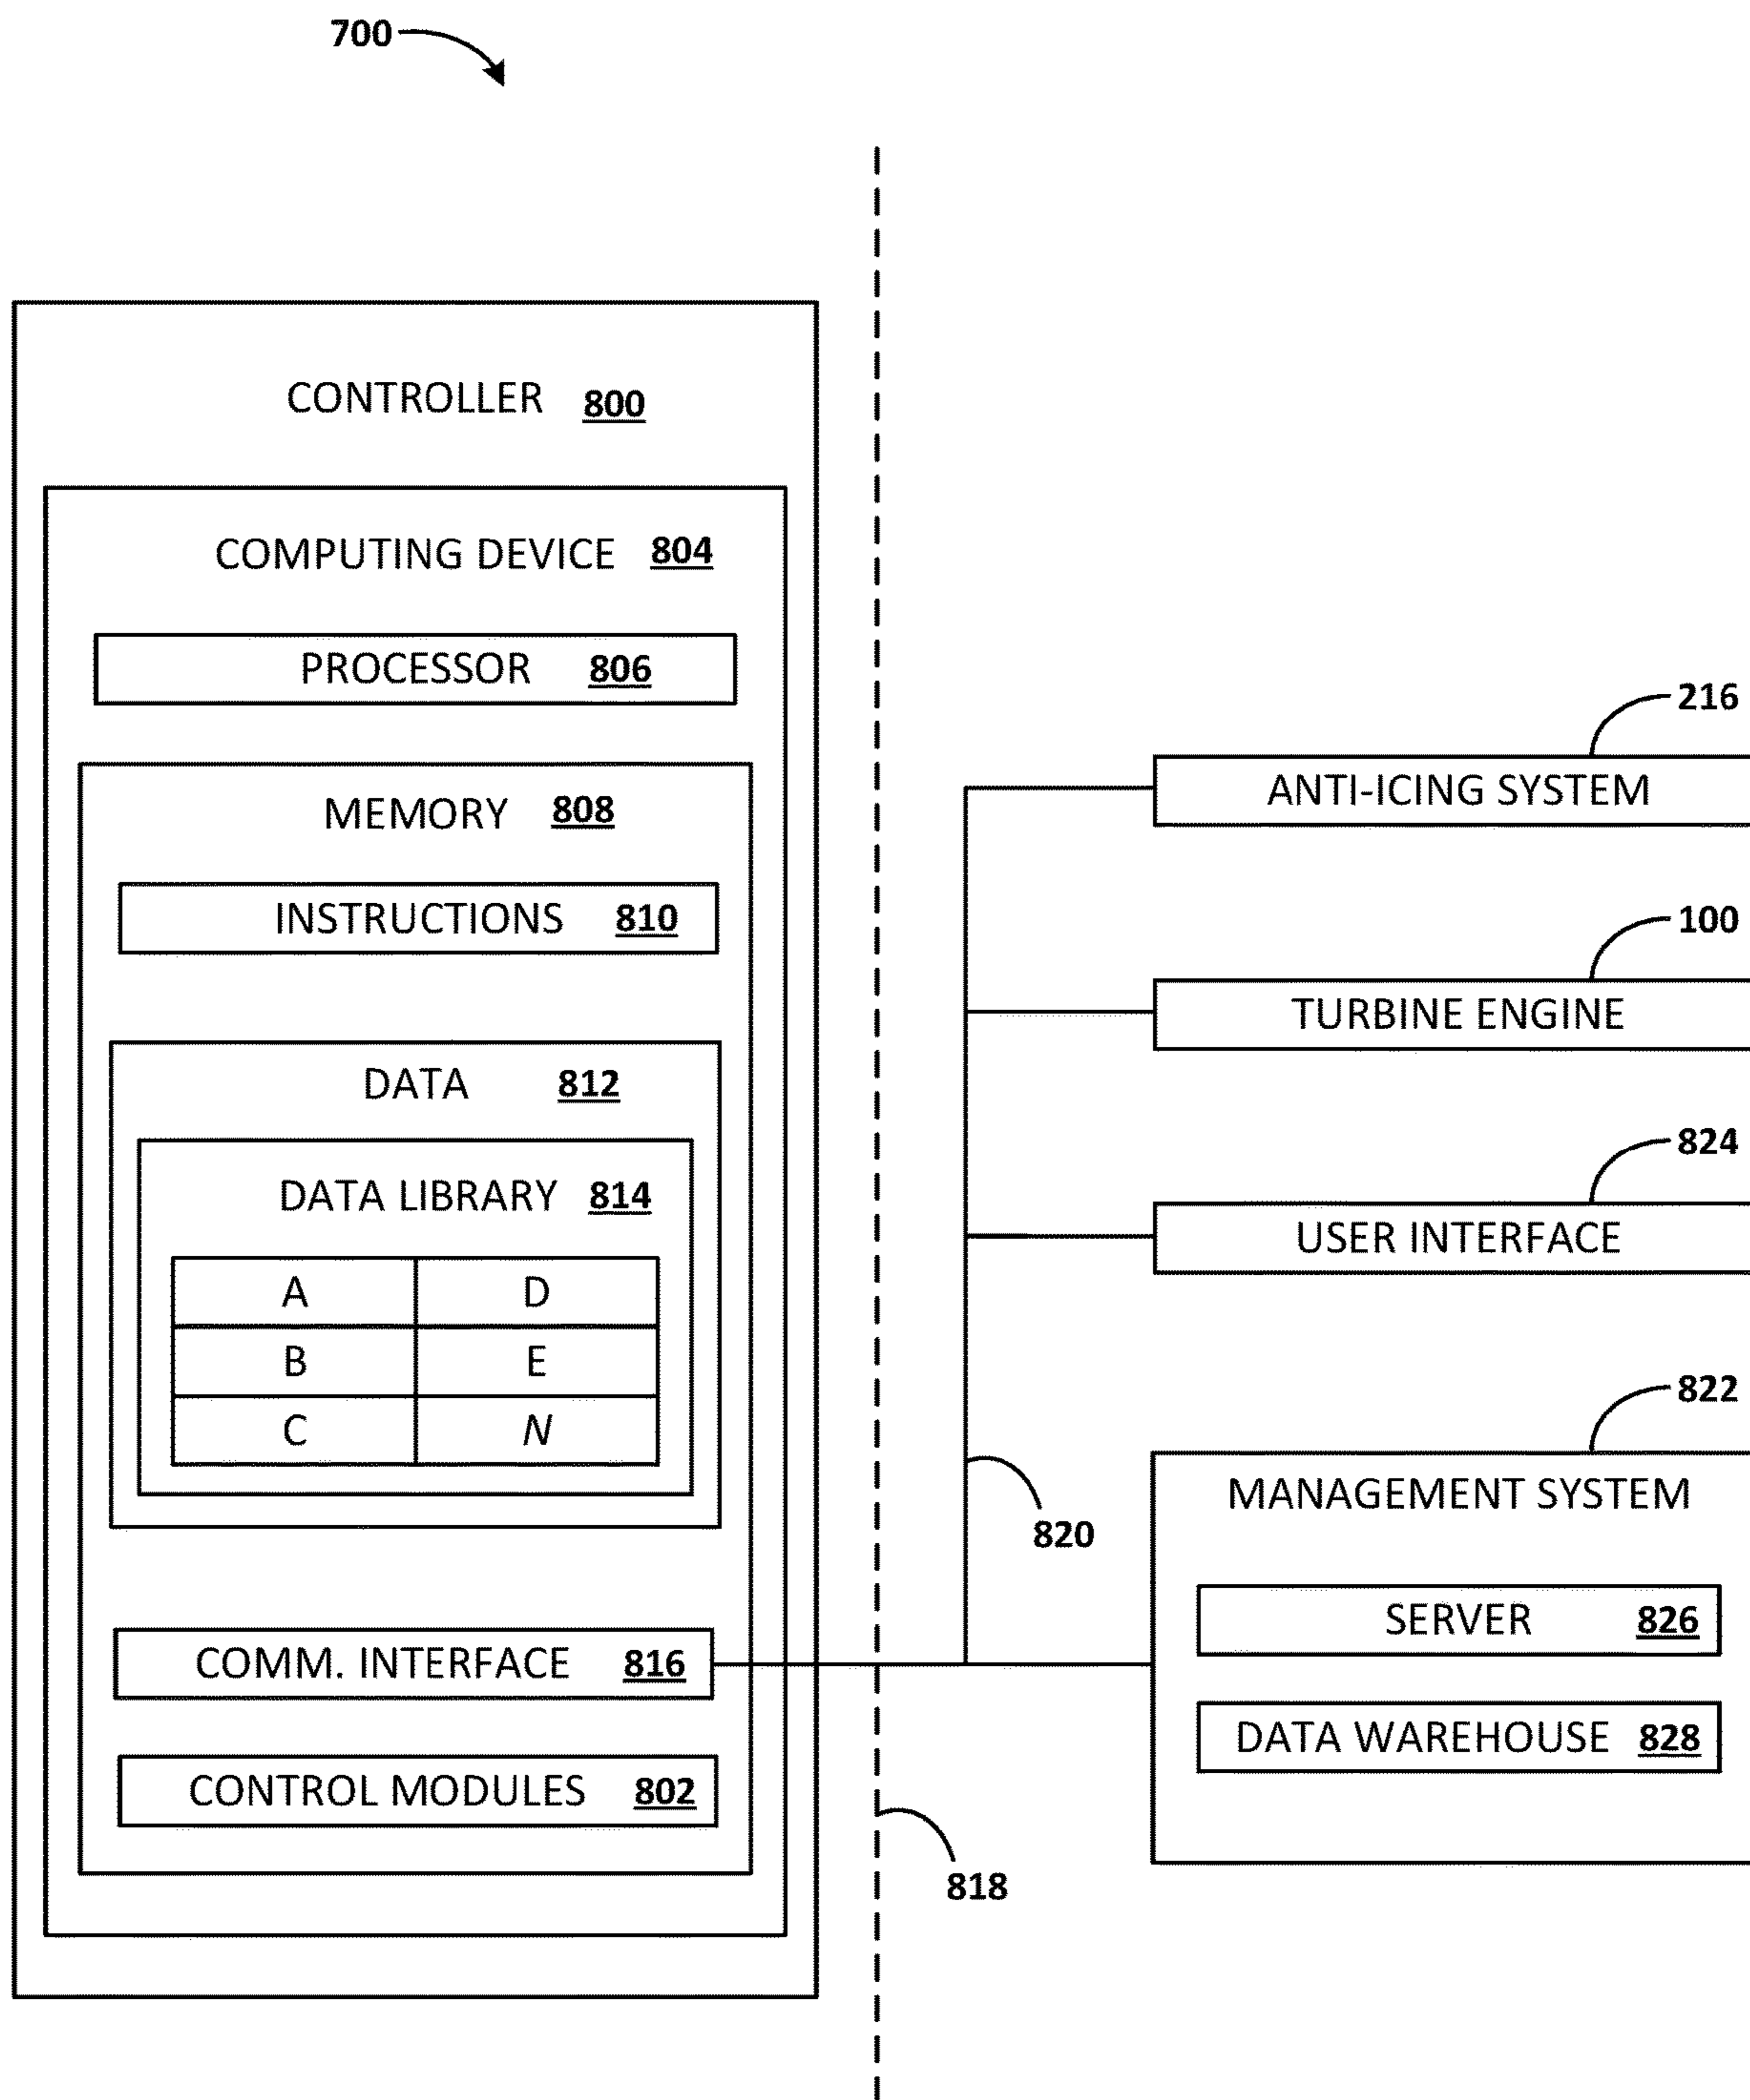 700
CONTROLLER 800
COMPUTING DEVICE 804
PROCESSOR 806
MEMORY 808
INSTRUCTIONS 810
DATA 812
DATA LIBRARY 814
A D
B E
C N
COMM. INTERFACE 816
CONTROL MODULES 802
818
820
216
ANTI-ICING SYSTEM
100
TURBINE ENGINE
824
USER INTERFACE
822
MANAGEMENT SYSTEM
SERVER 826
DATA WAREHOUSE 828